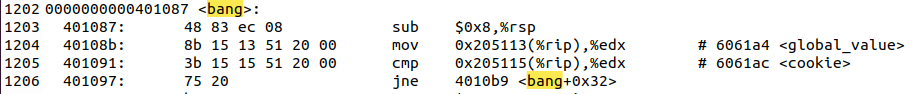 1202 0000000000401087 <bang>:
1203 401087: 48 83 ec 08 sub $0x8,%rsp
1204 40108b: 8b 15 13 51 20 00 mov 0x205113(%rip),%edx # 6061a4 <global_value>
1205 401091: 3b 15 15 51 20 00 cmp 0x205115(%rip),%edx # 6061ac <cookie>
1206 401097: 75 20 jne 4010b9 <bang+0x32>